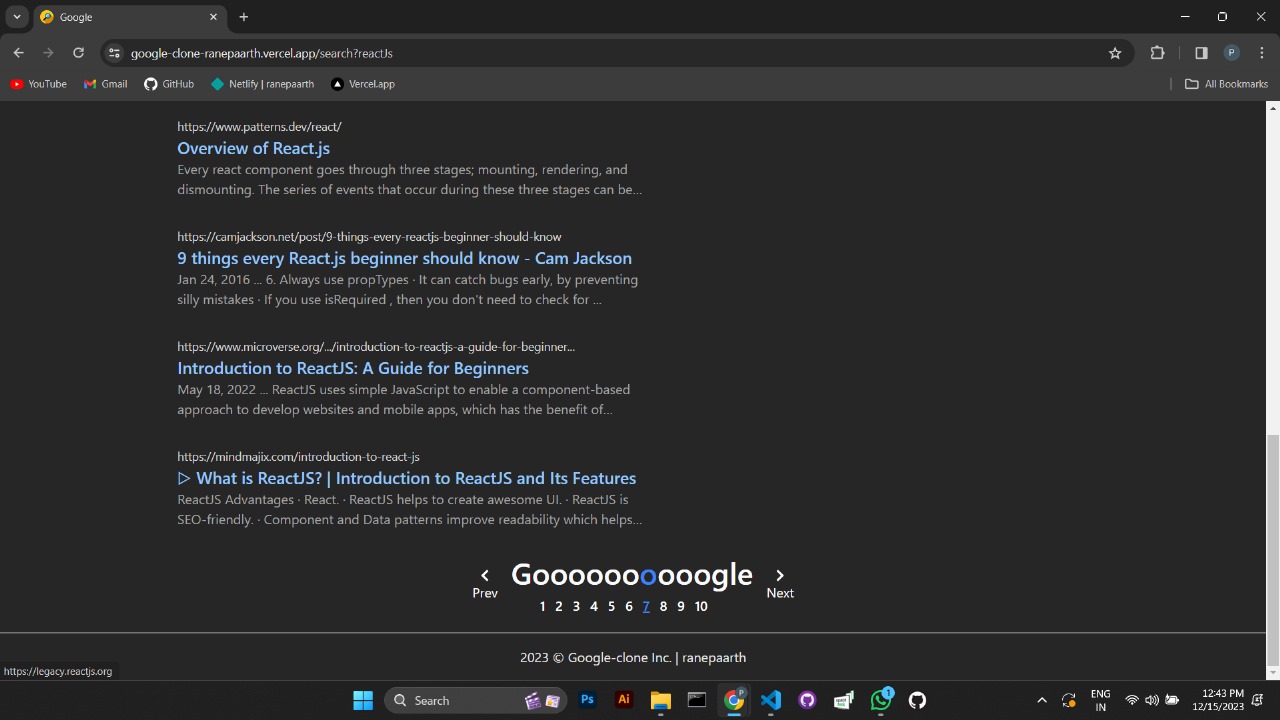 Google
google-clone-ranepaarth.vercel.app/search?reactJs
P
YouTube Gmail GitHub Netlify | ranepaarth Vercel.app All Bookmarks
https://www.patterns.dev/react/
Overview of React.js
Every react component goes through three stages; mounting, rendering, and
dismounting. The series of events that occur during these three stages can be...
https://camjackson.net/post/9-things-every-reactjs-beginner-should-know
9 things every React.js beginner should know - Cam Jackson
Jan 24, 2016 ... 6. Always use propTypes · It can catch bugs early, by preventing
silly mistakes · If you use isRequired , then you don't need to check for ...
https://www.microverse.org/.../introduction-to-reactjs-a-guide-for-beginner...
Introduction to ReactJS: A Guide for Beginners
May 18, 2022 ... ReactJS uses simple JavaScript to enable a component-based
approach to develop websites and mobile apps, which has the benefit of...
https://mindmajix.com/introduction-to-react-js
▷ What is ReactJS? | Introduction to ReactJS and Its Features
ReactJS Advantages · React. · ReactJS helps to create awesome UI. · ReactJS is
SEO-friendly. · Component and Data patterns improve readability which helps...
Goooooooooogle
Prev Next
1 2 3 4 5 6 7 8 9 10
2023 © Google-clone Inc. | ranepaarth
https://legacy.reactjs.org
Search
Ps
Ai
P
1
ENG
IN
12:43 PM
12/15/2023